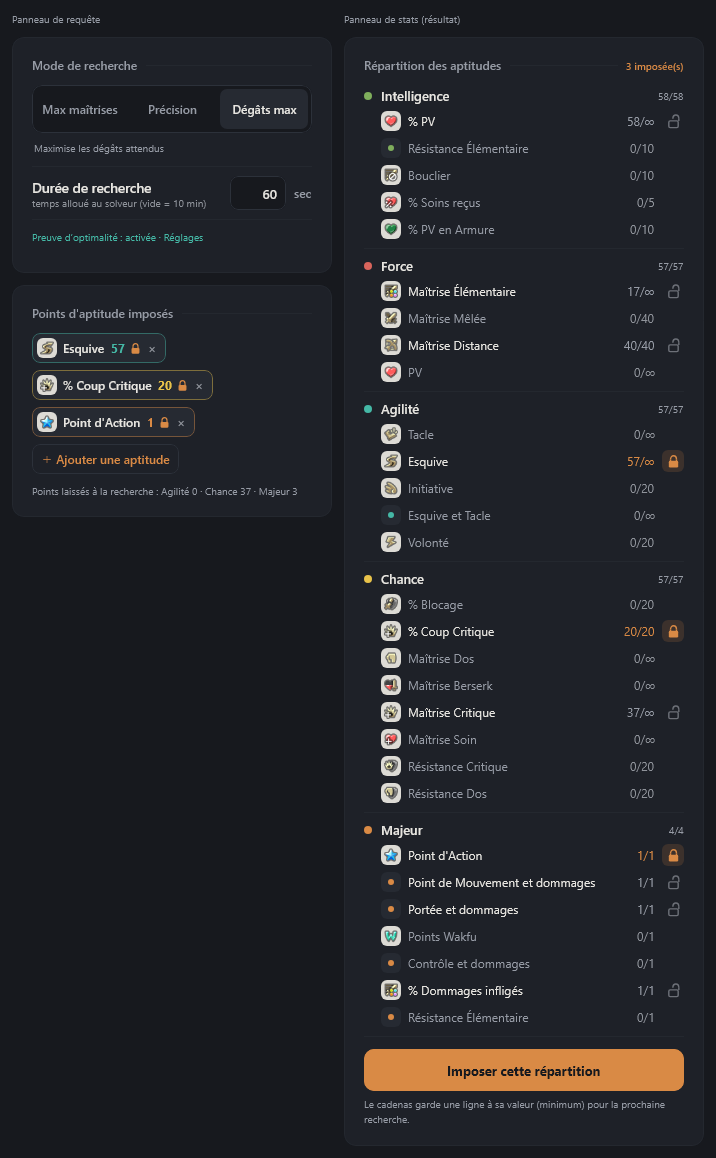 Panneau de requête
Mode de recherche
Max maîtrises Précision Dégâts max
Maximise les dégâts attendus
Durée de recherche 60 sec
temps alloué au solveur (vide = 10 min)
Preuve d'optimalité : activée · Réglages
Points d'aptitude imposés
Esquive 57 ×
% Coup Critique 20 ×
Point d'Action 1 ×
+ Ajouter une aptitude
Points laissés à la recherche : Agilité 0 · Chance 37 · Majeur 3
Panneau de stats (résultat)
Répartition des aptitudes 3 imposée(s)
Intelligence 58/58
% PV 58/∞
Résistance Élémentaire 0/10
Bouclier 0/10
% Soins reçus 0/5
% PV en Armure 0/10
Force 57/57
Maîtrise Élémentaire 17/∞
Maîtrise Mêlée 0/40
Maîtrise Distance 40/40
PV 0/∞
Agilité 57/57
Tacle 0/∞
Esquive 57/∞
Initiative 0/20
Esquive et Tacle 0/∞
Volonté 0/20
Chance 57/57
% Blocage 0/20
% Coup Critique 20/20
Maîtrise Dos 0/∞
Maîtrise Berserk 0/∞
Maîtrise Critique 37/∞
Maîtrise Soin 0/∞
Résistance Critique 0/20
Résistance Dos 0/20
Majeur 4/4
Point d'Action 1/1
Point de Mouvement et dommages 1/1
Portée et dommages 1/1
Points Wakfu 0/1
Contrôle et dommages 0/1
% Dommages infligés 1/1
Résistance Élémentaire 0/1
Imposer cette répartition
Le cadenas garde une ligne à sa valeur (minimum) pour la prochaine
recherche.